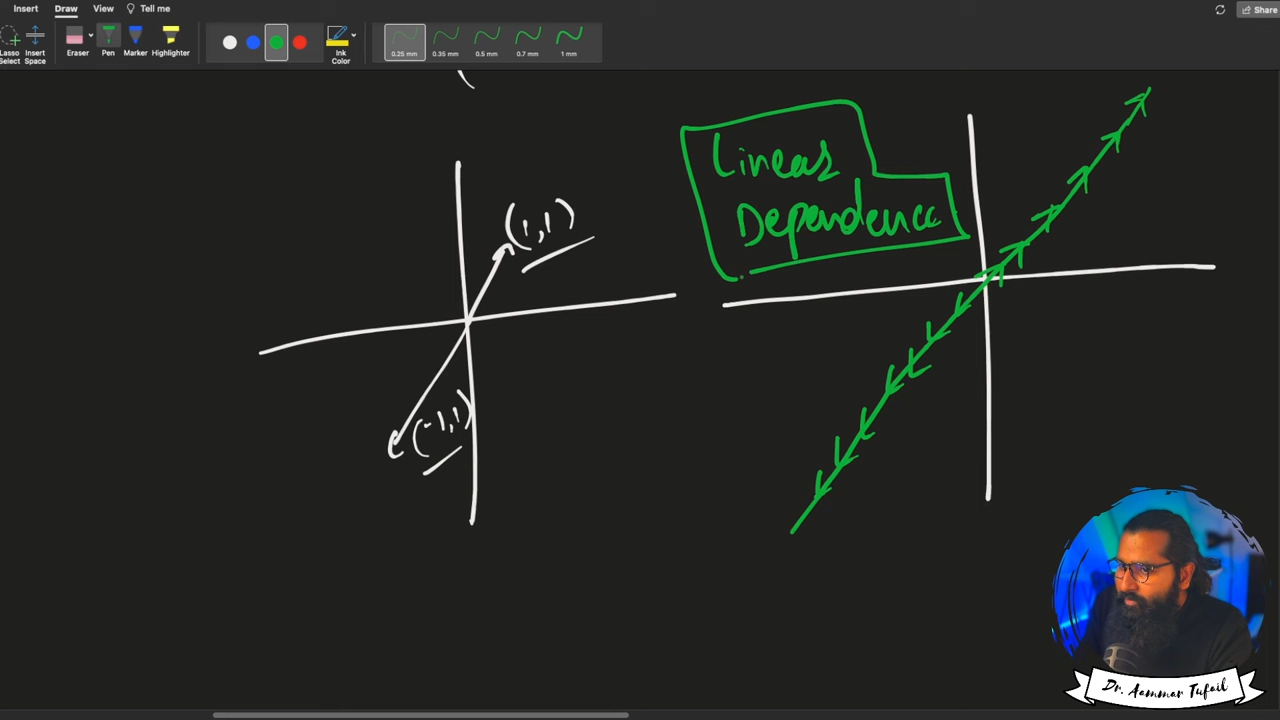 Insert Draw View Tell me
Share
Lasso Select
Insert Space
Eraser
Pen
Marker
Highlighter
Ink Color
0.25 mm
0.35 mm
0.5 mm
0.7 mm
1 mm
(1,1)
(-1,1)
Linear
Dependence
Dr. Aammar Tufail